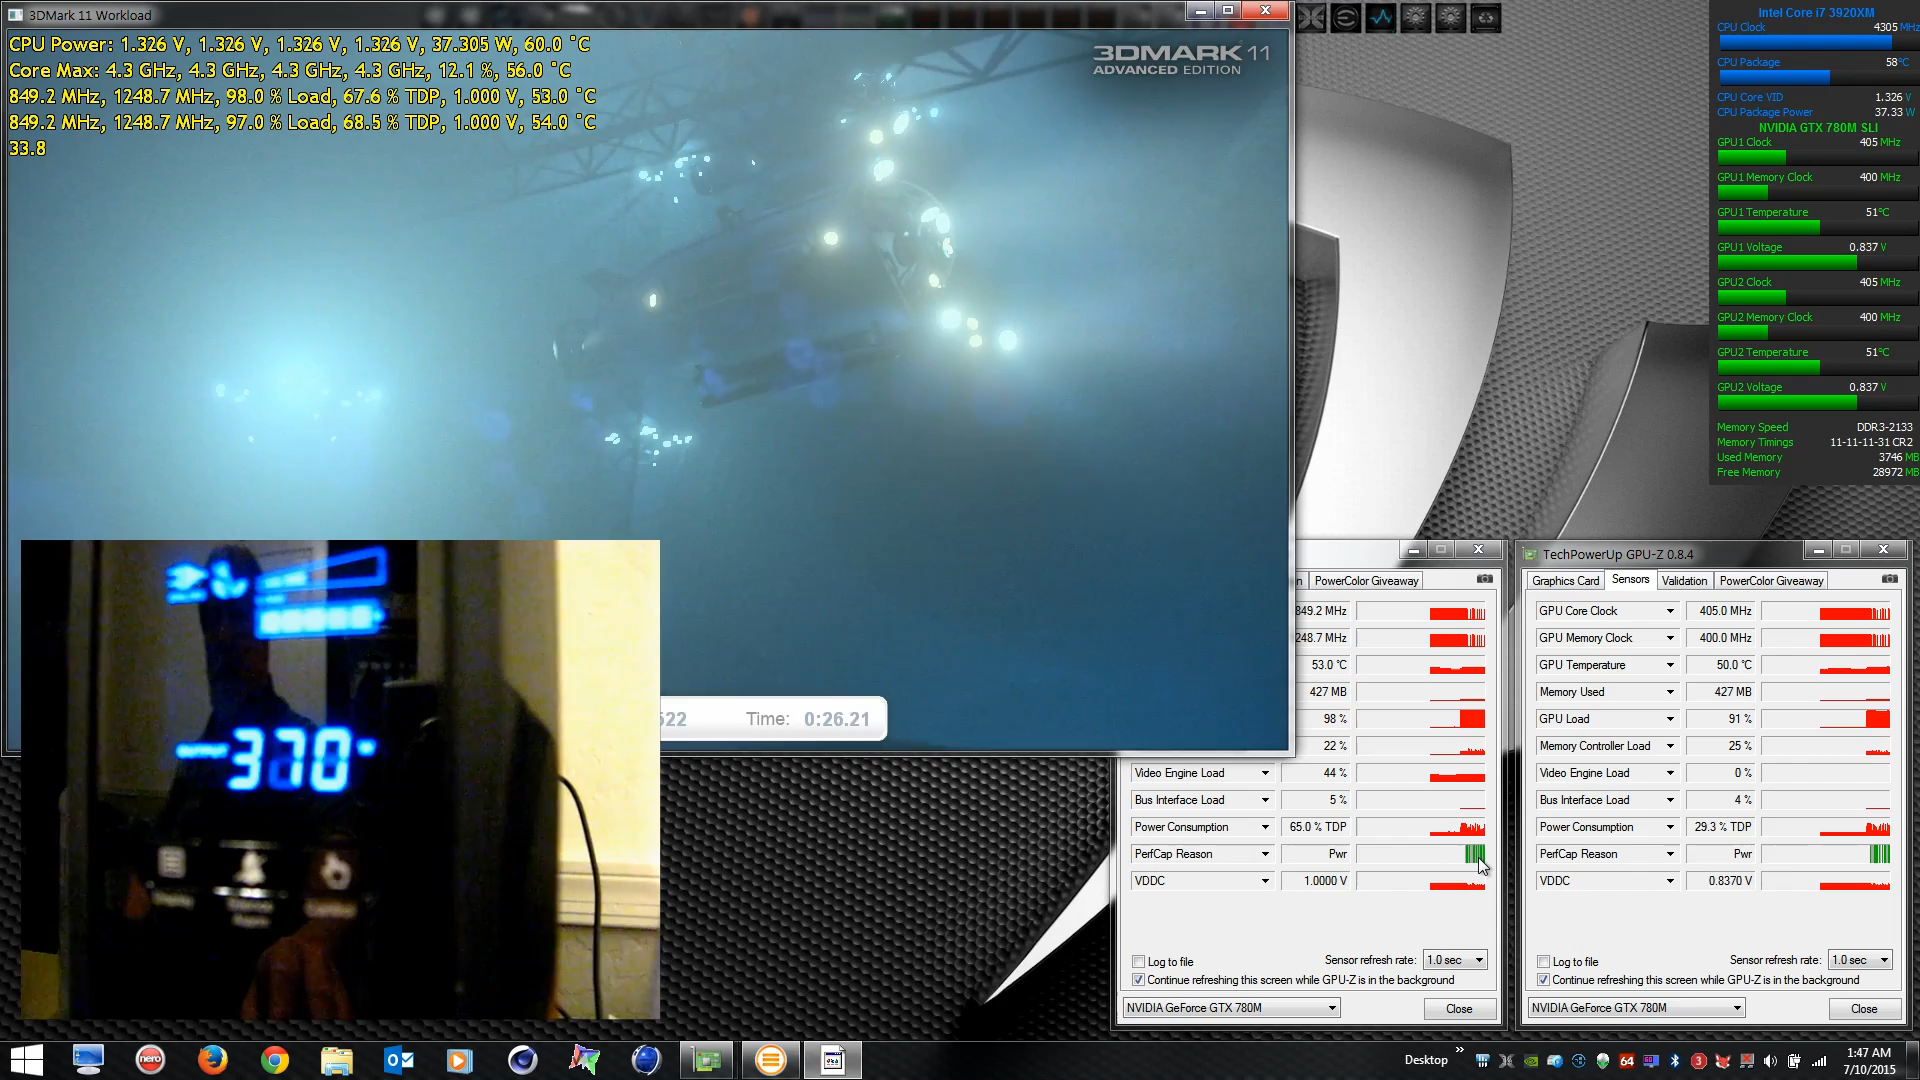 3DMark 11 Workload
CPU Power: 1.326 V, 1.326 V, 1.326 V, 1.326 V, 37.305 W, 60.0 °C
Core Max: 4.3 GHz, 4.3 GHz, 4.3 GHz, 4.3 GHz, 12.1 %, 56.0 °C
849.2 MHz, 1248.7 MHz, 98.0 % Load, 67.6 % TDP, 1.000 V, 53.0 °C
849.2 MHz, 1248.7 MHz, 97.0 % Load, 68.5 % TDP, 1.000 V, 54.0 °C
33.8
3DMARK 11
ADVANCED EDITION
Time: 0:26.21
OUTPUT 370
Intel Core i7 3920XM
CPU Clock 4305 MHz
CPU Package 58°C
CPU Core VID 1.326 V
CPU Package Power 37.33 W
NVIDIA GTX 780M SLI
GPU1 Clock 405 MHz
GPU1 Memory Clock 400 MHz
GPU1 Temperature 51°C
GPU1 Voltage 0.837 V
GPU2 Clock 405 MHz
GPU2 Memory Clock 400 MHz
GPU2 Temperature 51°C
GPU2 Voltage 0.837 V
Memory Speed DDR3-2133
Memory Timings 11-11-11-31 CR2
Used Memory 3746 MB
Free Memory 28972 MB
PowerColor Giveaway
849.2 MHz
248.7 MHz
53.0 °C
427 MB
98 %
22 %
Video Engine Load 44 %
Bus Interface Load 5 %
Power Consumption 65.0 % TDP
PerfCap Reason Pwr
VDDC 1.0000 V
Log to file Sensor refresh rate: 1.0 sec
Continue refreshing this screen while GPU-Z is in the background
NVIDIA GeForce GTX 780M Close
TechPowerUp GPU-Z 0.8.4
Graphics Card Sensors Validation PowerColor Giveaway
GPU Core Clock 405.0 MHz
GPU Memory Clock 400.0 MHz
GPU Temperature 50.0 °C
Memory Used 427 MB
GPU Load 91 %
Memory Controller Load 25 %
Video Engine Load 0 %
Bus Interface Load 4 %
Power Consumption 29.3 % TDP
PerfCap Reason Pwr
VDDC 0.8370 V
Log to file Sensor refresh rate: 1.0 sec
Continue refreshing this screen while GPU-Z is in the background
NVIDIA GeForce GTX 780M Close
nero
Desktop
64
3
1:47 AM
7/10/2015